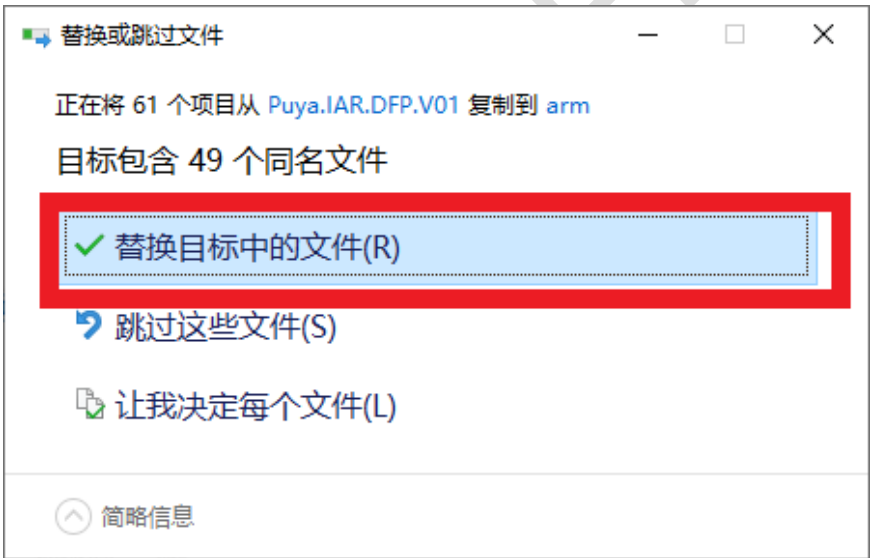 替换或跳过文件
正在将 61 个项目从 Puya.IAR.DFP.V01 复制到 arm
目标包含 49 个同名文件
替换目标中的文件(R)
跳过这些文件(S)
让我决定每个文件(L)
简略信息